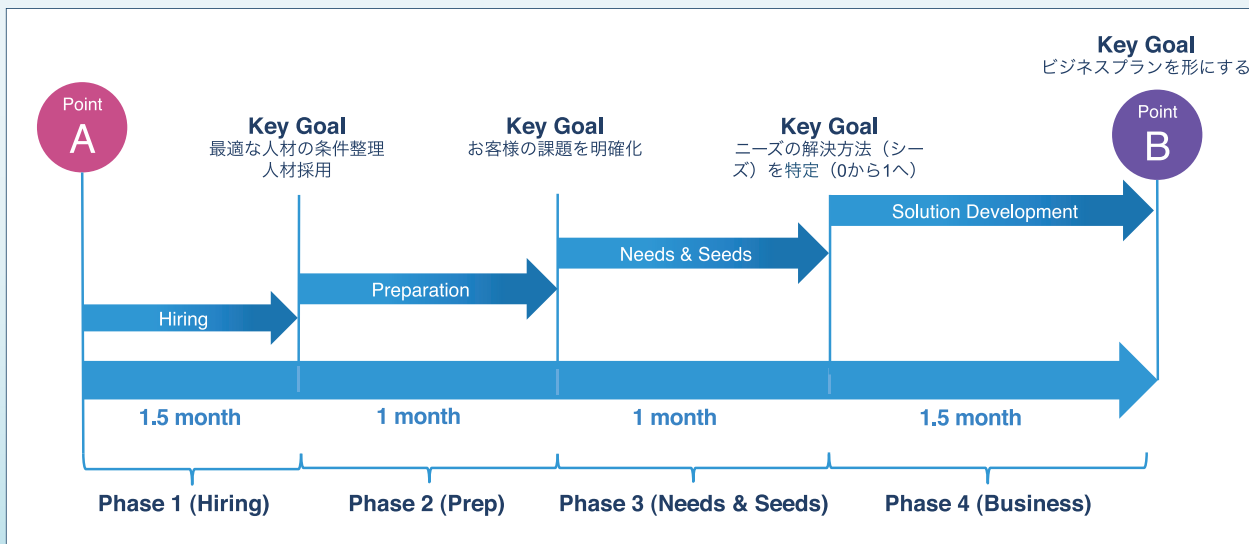 Key Goal
ビジネスプランを形にする
Point
A
Point
B
Key Goal
最適な人材の条件整理
人材採用
Key Goal
お客様の課題を明確化
Key Goal
ニーズの解決方法（シー
ズ）を特定（0から1へ）
Solution Development
Needs & Seeds
Preparation
Hiring
1.5 month
1 month
1 month
1.5 month
Phase 1 (Hiring)
Phase 2 (Prep)
Phase 3 (Needs & Seeds)
Phase 4 (Business)